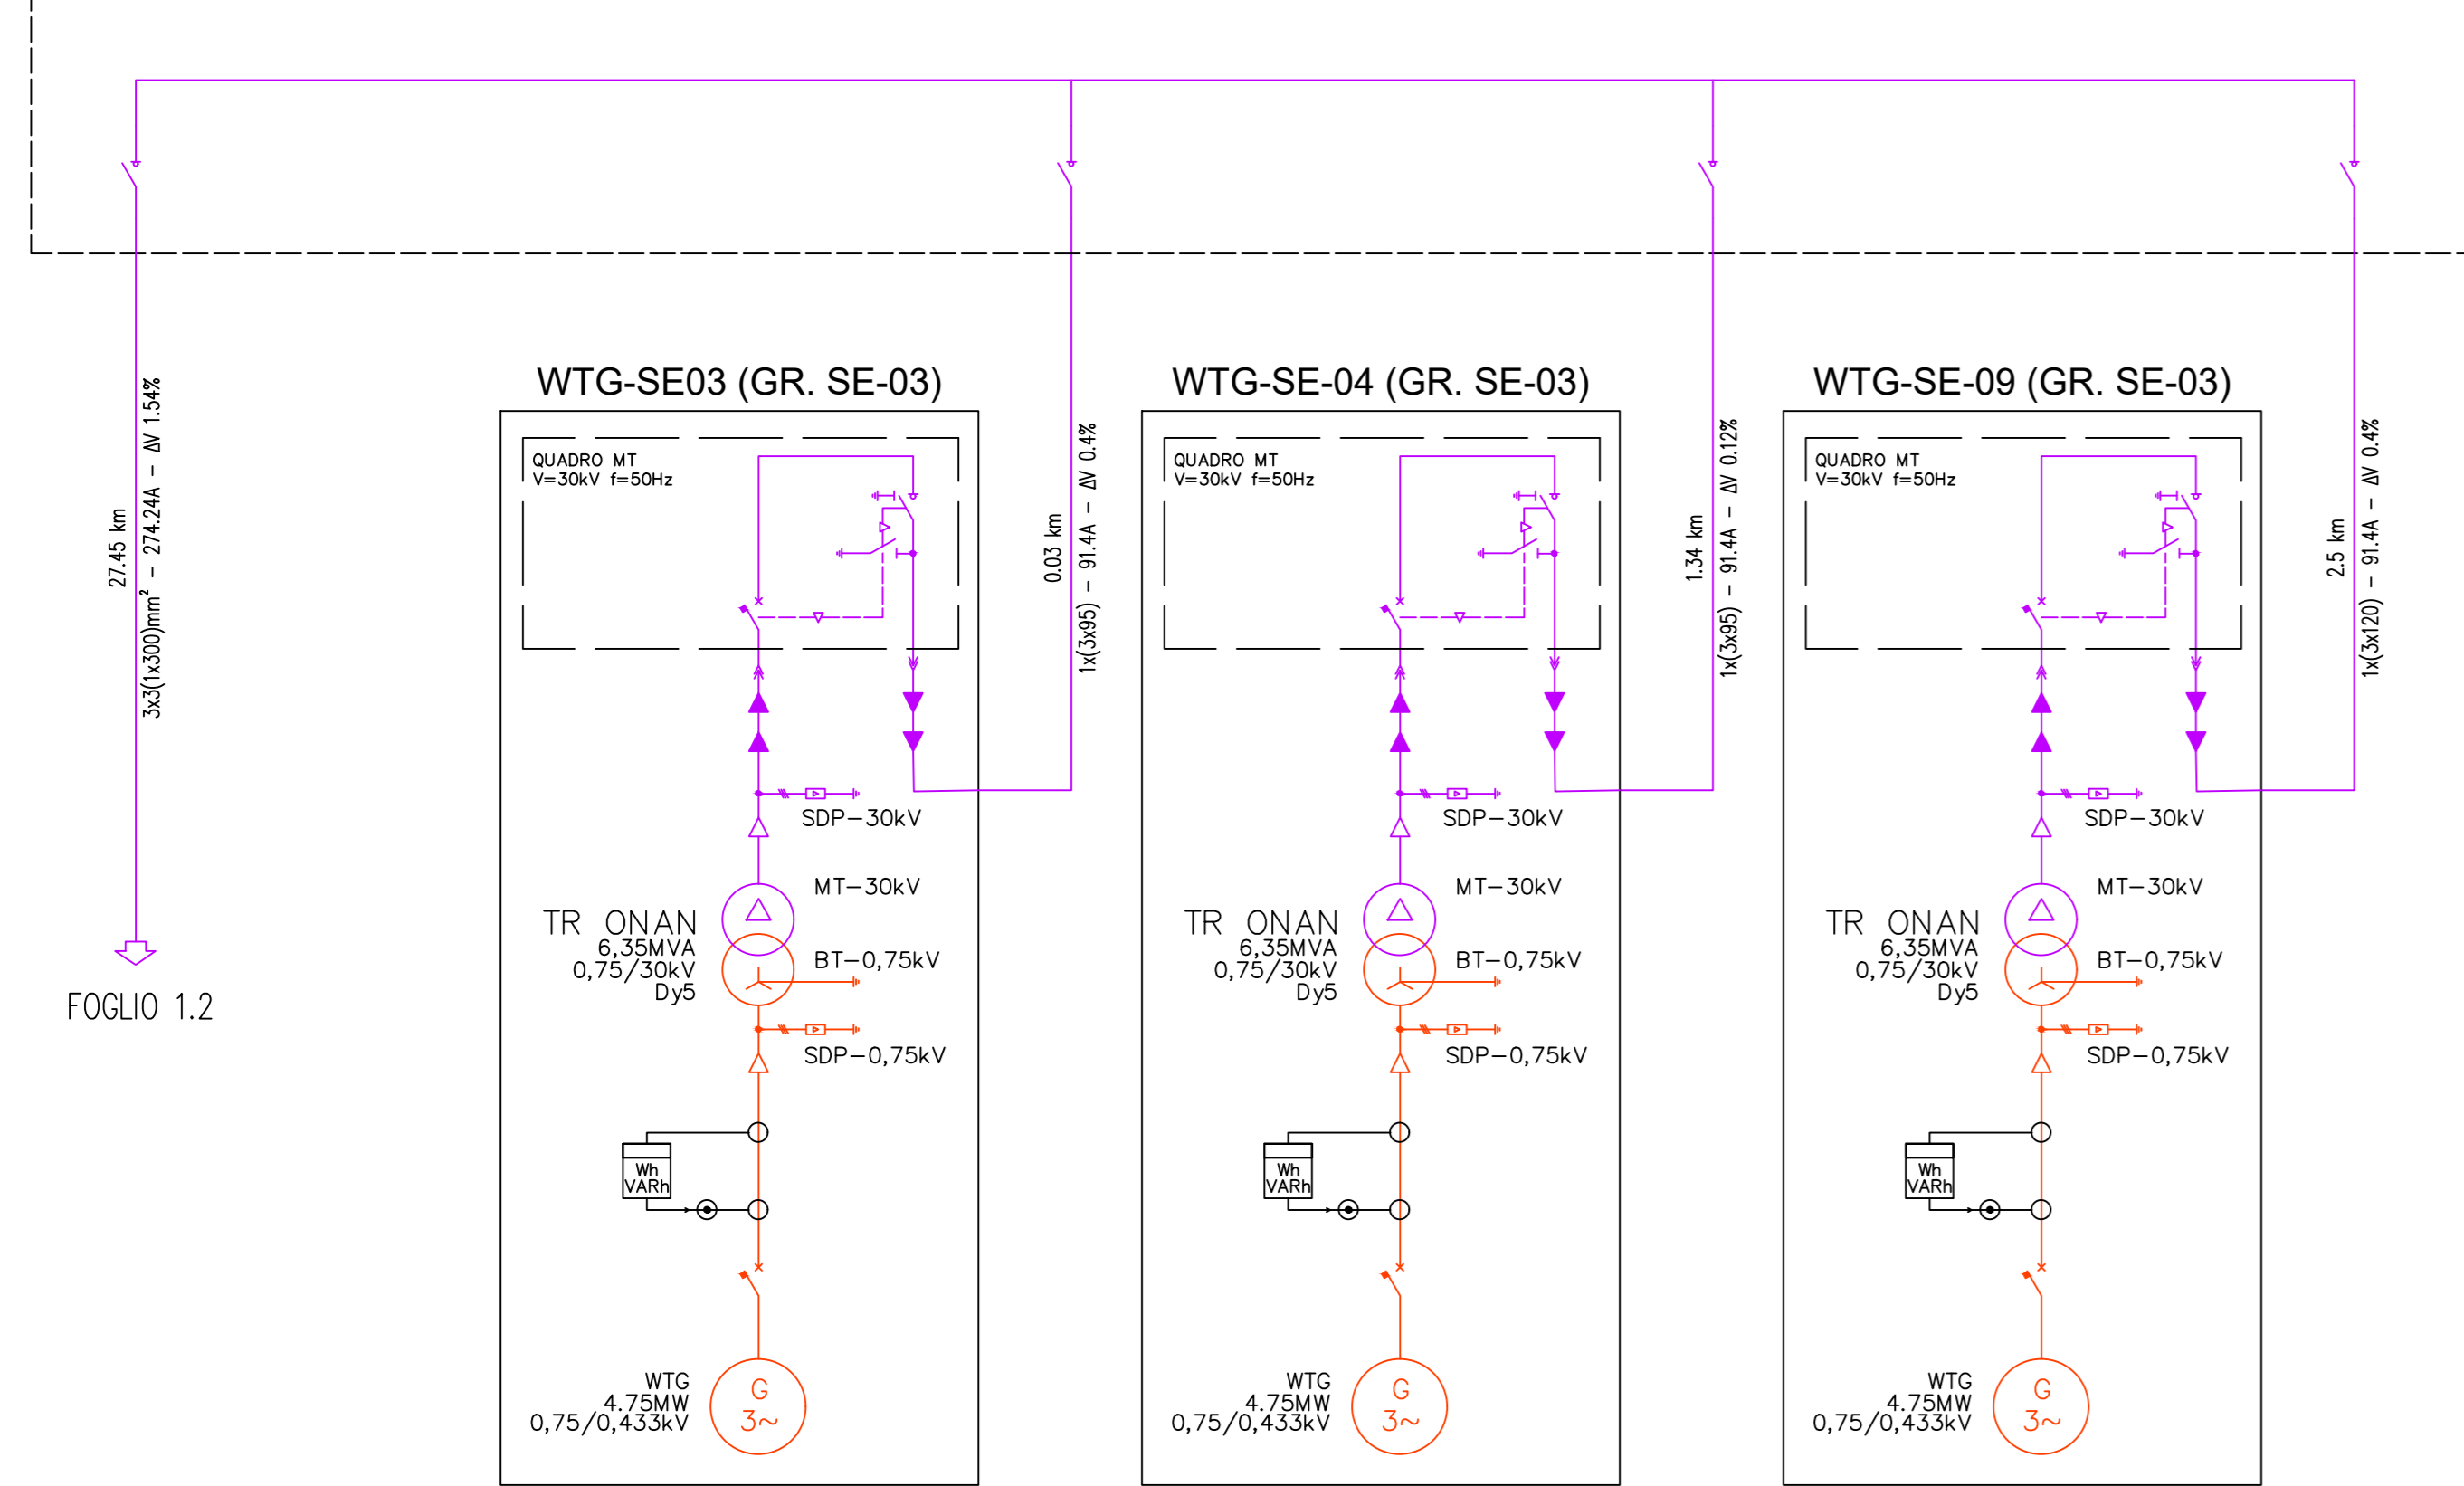 27.45 km
3x3(1x300)mm² - 274.24A - ΔV 1.54%
FOGLIO 1.2
WTG-SE03 (GR. SE-03)
QUADRO MT
V=30kV f=50Hz
SDP-30kV
MT-30kV
TR ONAN
6,35MVA
0,75/30kV
Dy5
BT-0,75kV
SDP-0,75kV
Wh
VARh
WTG
4.75MW
0,75/0,433kV
G
3~
0.03 km
1x(3x95) - 91.4A - ΔV 0.4%
WTG-SE-04 (GR. SE-03)
QUADRO MT
V=30kV f=50Hz
SDP-30kV
MT-30kV
TR ONAN
6,35MVA
0,75/30kV
Dy5
BT-0,75kV
SDP-0,75kV
Wh
VARh
WTG
4.75MW
0,75/0,433kV
G
3~
1.34 km
1x(3x95) - 91.4A - ΔV 0.12%
WTG-SE-09 (GR. SE-03)
QUADRO MT
V=30kV f=50Hz
SDP-30kV
MT-30kV
TR ONAN
6,35MVA
0,75/30kV
Dy5
BT-0,75kV
SDP-0,75kV
Wh
VARh
WTG
4.75MW
0,75/0,433kV
G
3~
2.5 km
1x(3x120) - 91.4A - ΔV 0.4%